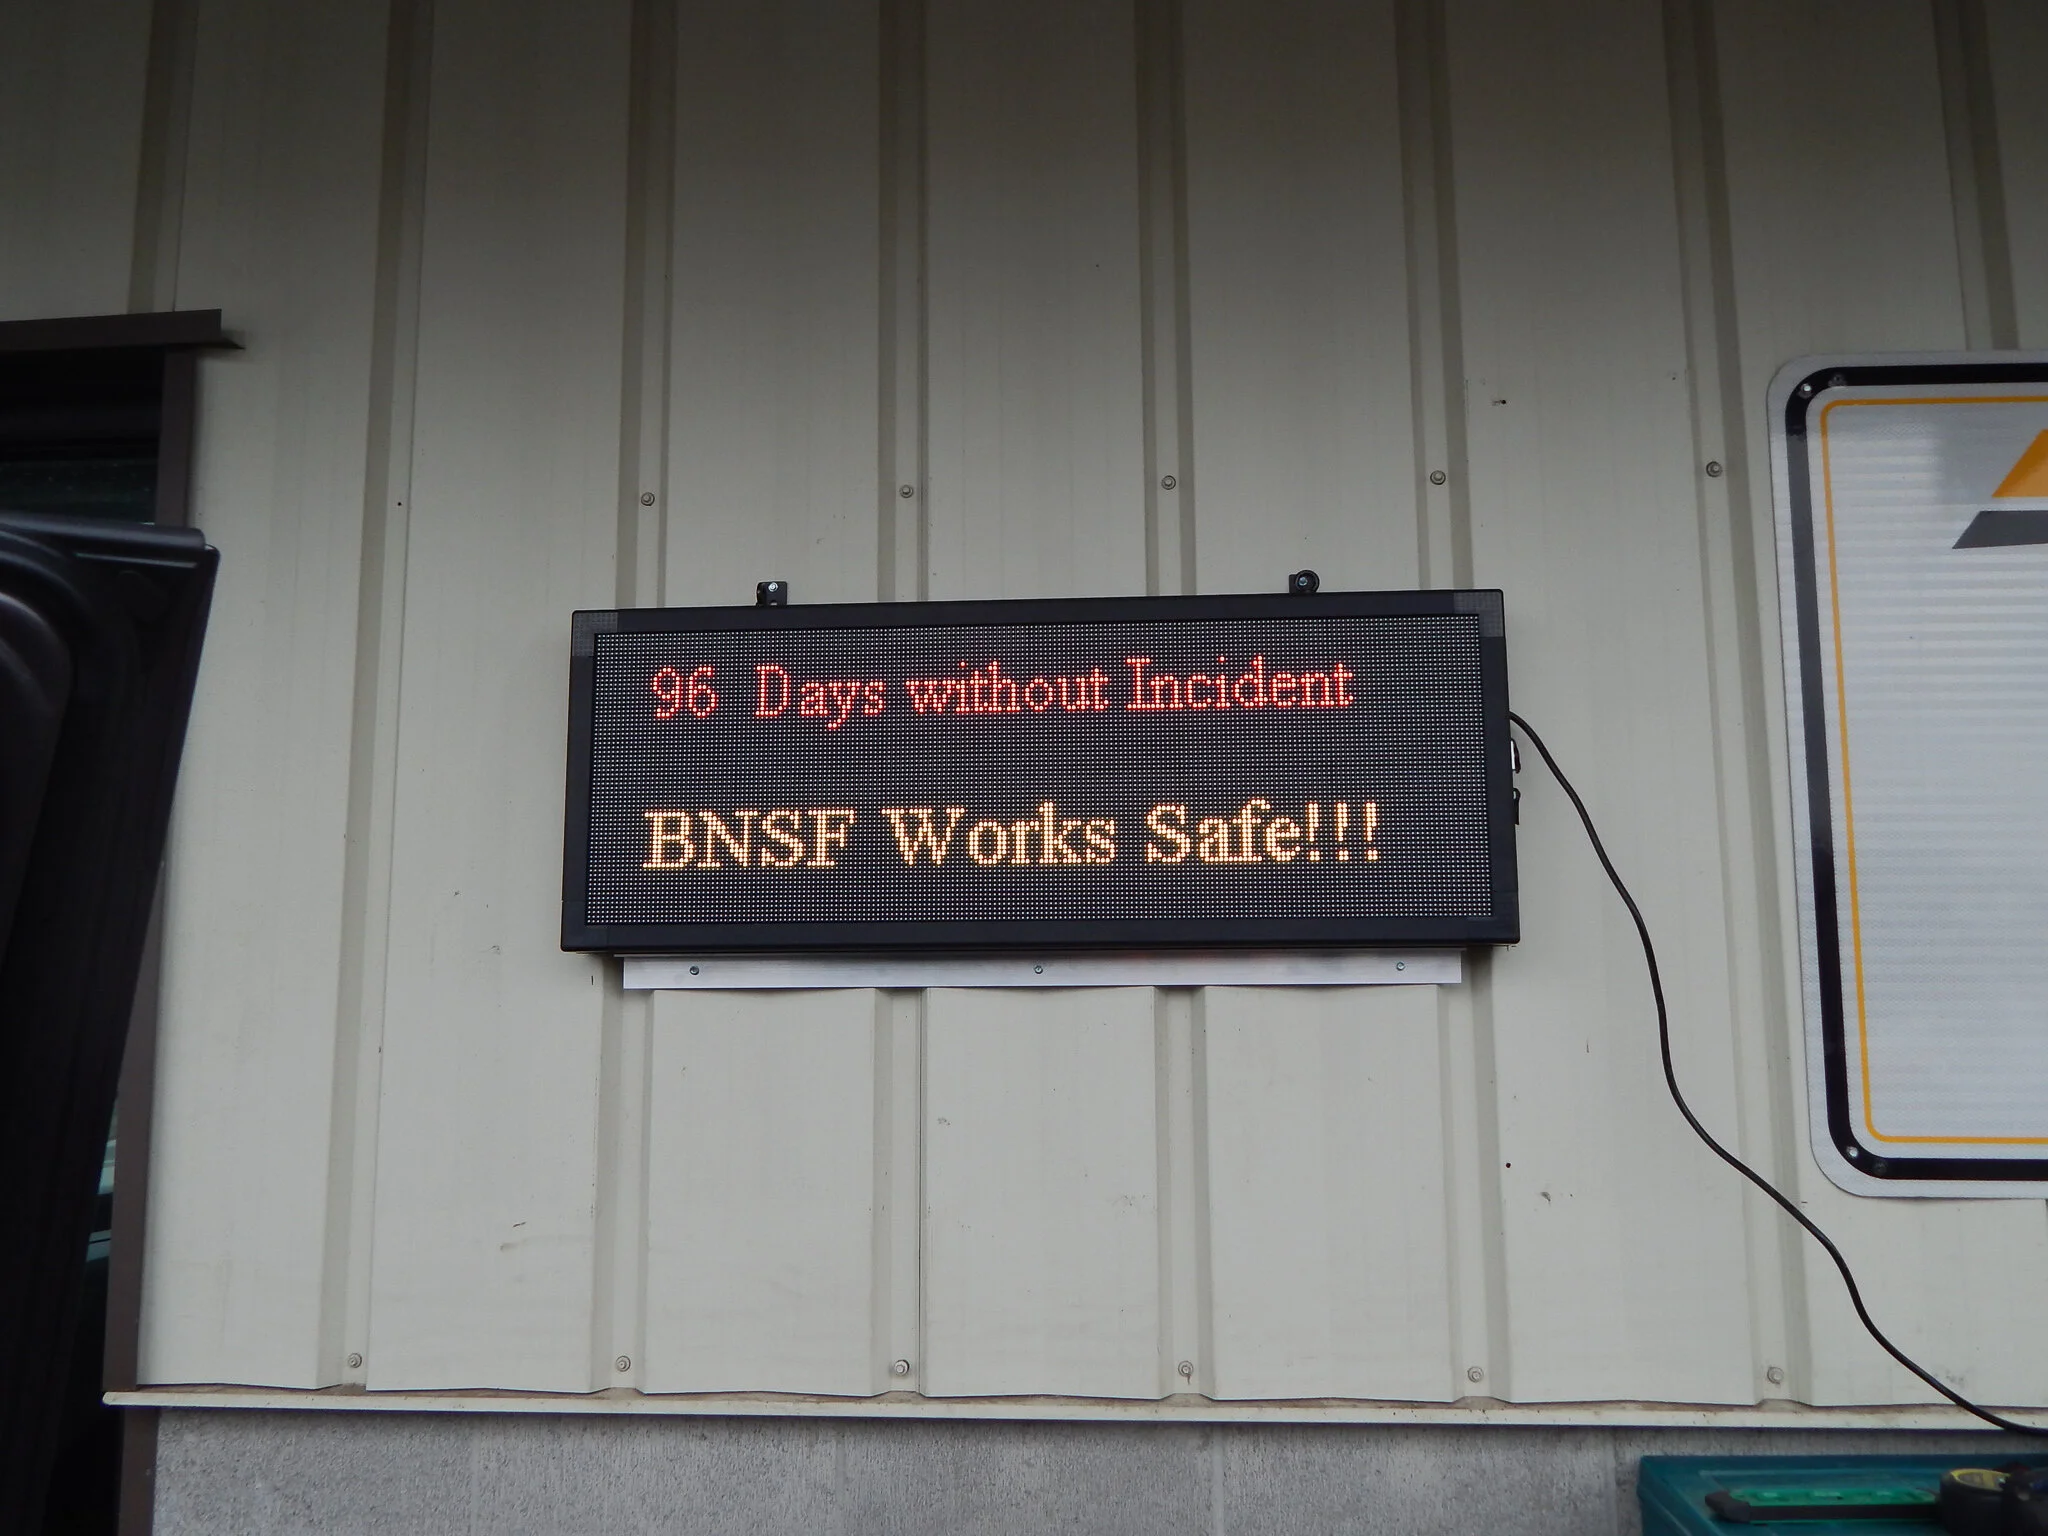 96 Days without Incident
BNSF Works Safe!!!